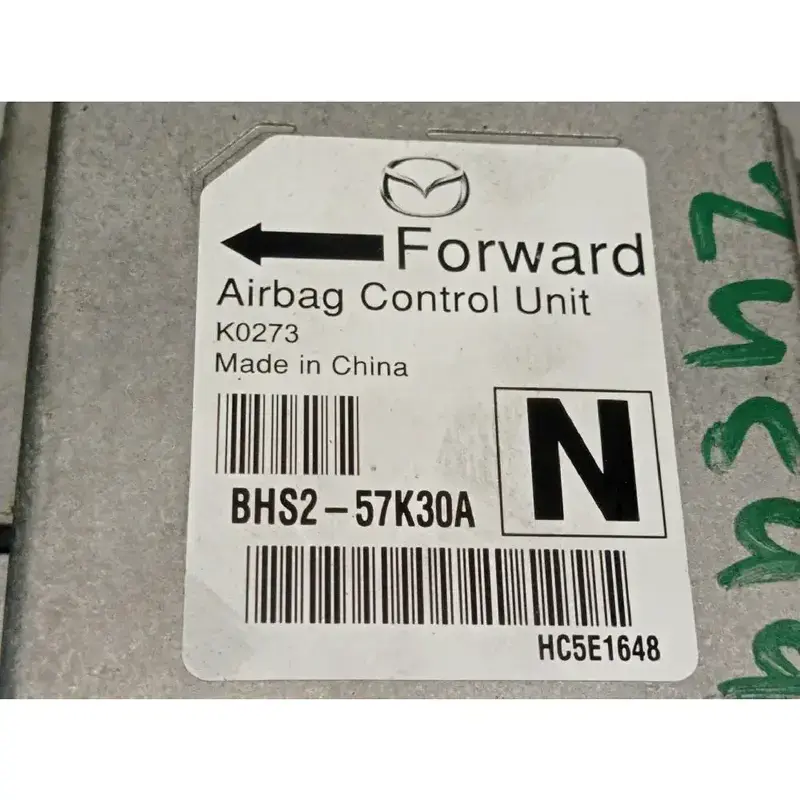 Forward
Airbag Control Unit
K0273
Made in China
N
BHS2-57K30A
HC5E1648